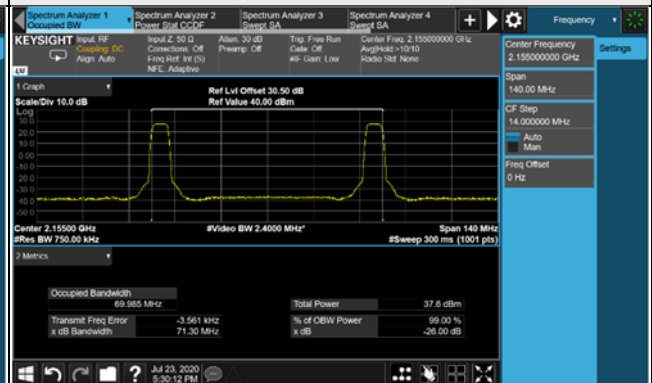 Spectrum Analyzer 1
Occupied BW
Spectrum Analyzer 2
Power Stat CCDF
Spectrum Analyzer 3
Swept SA
Spectrum Analyzer 4
Swept SA
+
Frequency
KEYSIGHT
Input: RF
Coupling: DC
Align: Auto
Input Z: 50 Ω
Corrections: Off
Freq Ref: Int (S)
NFE: Adaptive
Atten: 30 dB
Preamp: Off
Trig: Free Run
Gate: Off
#IF Gain: Low
Center Freq: 2.155000000 GHz
Avg|Hold:>10/10
Radio Std: None
LXI
Center Frequency
2.155000000 GHz
Settings
Span
140.00 MHz
CF Step
14.000000 MHz
Auto
Man
Freq Offset
0 Hz
1 Graph
Scale/Div 10.0 dB
Ref Lvl Offset 30.50 dB
Ref Value 40.00 dBm
Log
30.0
20.0
10.0
0.00
-10.0
-20.0
-30.0
-40.0
-50.0
Center 2.15500 GHz
#Video BW 2.4000 MHz*
Span 140 MHz
#Res BW 750.00 kHz
#Sweep 300 ms (1001 pts)
2 Metrics
Occupied Bandwidth
69.985 MHz
Total Power
37.6 dBm
Transmit Freq Error
-3.561 kHz
% of OBW Power
99.00 %
x dB Bandwidth
71.30 MHz
x dB
-26.00 dB
?
Jul 23, 2020
5:30:12 PM